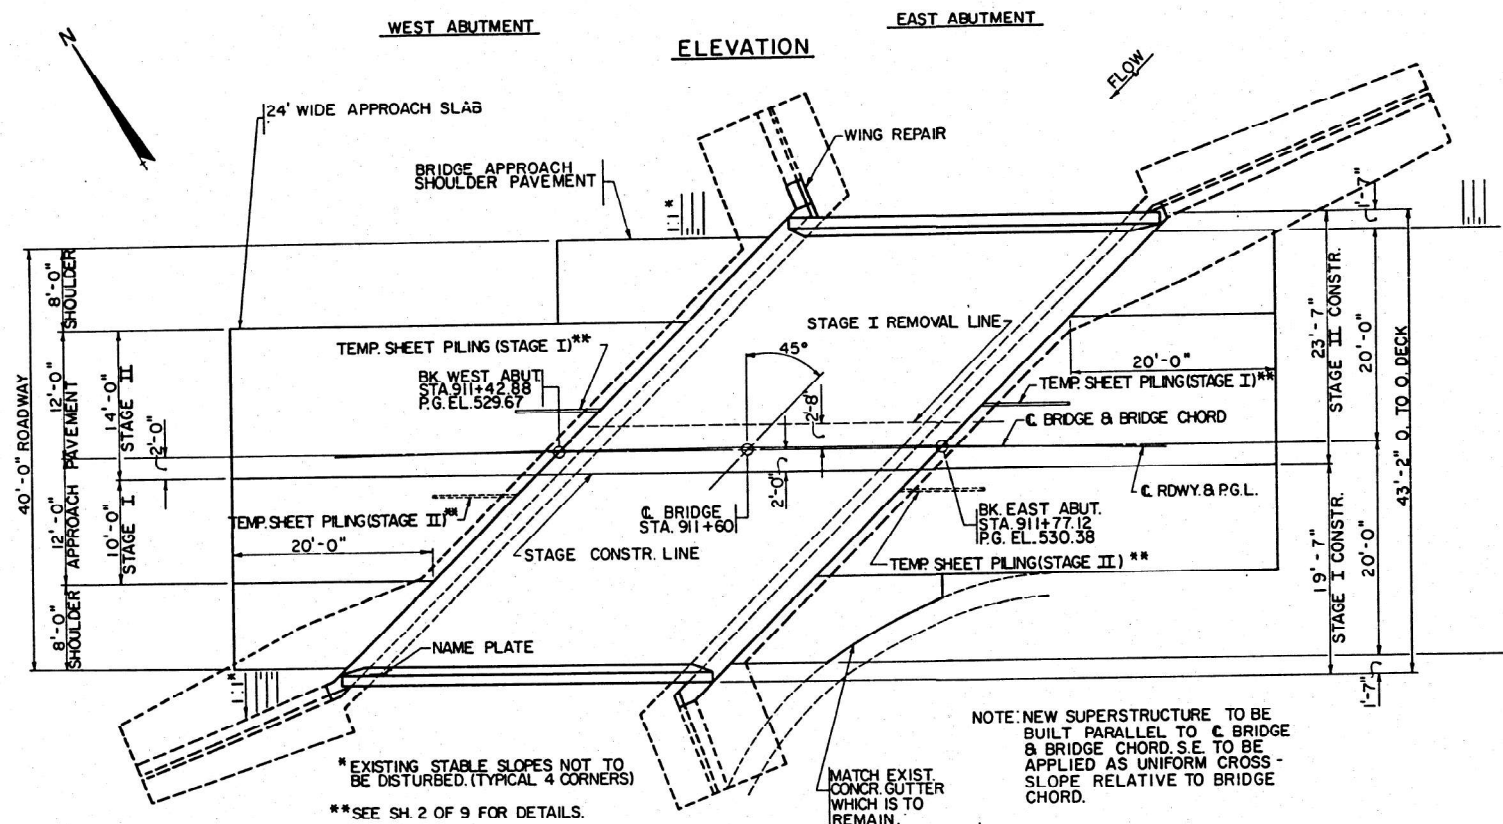 WEST ABUTMENT
EAST ABUTMENT
ELEVATION
N
FLOW
24' WIDE APPROACH SLAB
WING REPAIR
BRIDGE APPROACH
SHOULDER PAVEMENT
1:1*
1'-7"
8'-0"
SHOULDER
STAGE I REMOVAL LINE
TEMP. SHEET PILING (STAGE I)**
45°
20'-0"
BK. WEST ABUT.
STA. 911+42.88
P.G. EL. 529.67
TEMP. SHEET PILING (STAGE I)**
2'-8"
℄ BRIDGE & BRIDGE CHORD
40'-0" ROADWAY
12'-0"
12'-0"
APPROACH PAVEMENT
14'-0"
STAGE II
2'-0"
10'-0"
STAGE I
23'-7"
STAGE II CONSTR.
20'-0"
43'-2" O. TO O. DECK
℄ RDWY. & P.G.L.
TEMP. SHEET PILING (STAGE II)**
20'-0"
℄ BRIDGE
STA. 911+60
2'-0"
BK. EAST ABUT.
STA. 911+77.12
P.G. EL. 530.38
STAGE CONSTR. LINE
TEMP. SHEET PILING (STAGE II) **
19'-7"
STAGE I CONSTR.
20'-0"
8'-0"
SHOULDER
NAME PLATE
1:1*
1'-7"
* EXISTING STABLE SLOPES NOT TO
BE DISTURBED. (TYPICAL 4 CORNERS)
** SEE SH. 2 OF 9 FOR DETAILS.
MATCH EXIST.
CONCR. GUTTER
WHICH IS TO
REMAIN.
NOTE: NEW SUPERSTRUCTURE TO BE
BUILT PARALLEL TO ℄ BRIDGE
& BRIDGE CHORD. S.E. TO BE
APPLIED AS UNIFORM CROSS-
SLOPE RELATIVE TO BRIDGE
CHORD.